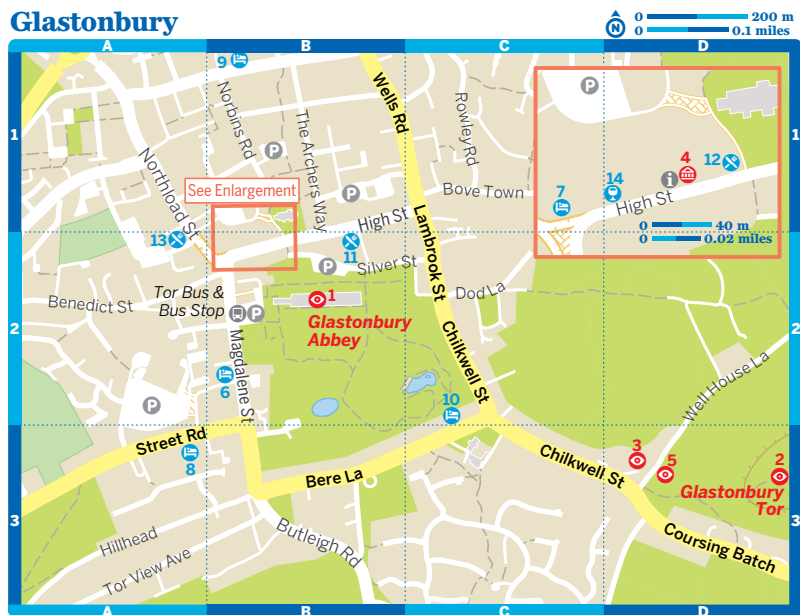 Glastonbury
N
0 200 m
0 0.1 miles
A B C D
1 1
2 2
3 3
A B C D
9
Norbins Rd
The Archers Way
Wells Rd
Rowley Rd
P
P
P
P
P
P
P
See Enlargement
Northload St
High St
Bove Town
Lambrook St
13
11
Silver St
Dod La
Benedict St
Tor Bus &
Bus Stop
1
Glastonbury
Abbey
Magdalene St
Chilkwell St
6
10
Well House La
Street Rd
8
Bere La
Chilkwell St
3
5
2
Glastonbury
Tor
Hillhead
Tor View Ave
Butleigh Rd
Coursing Batch
7
14
i
4
12
High St
0 40 m
0 0.02 miles